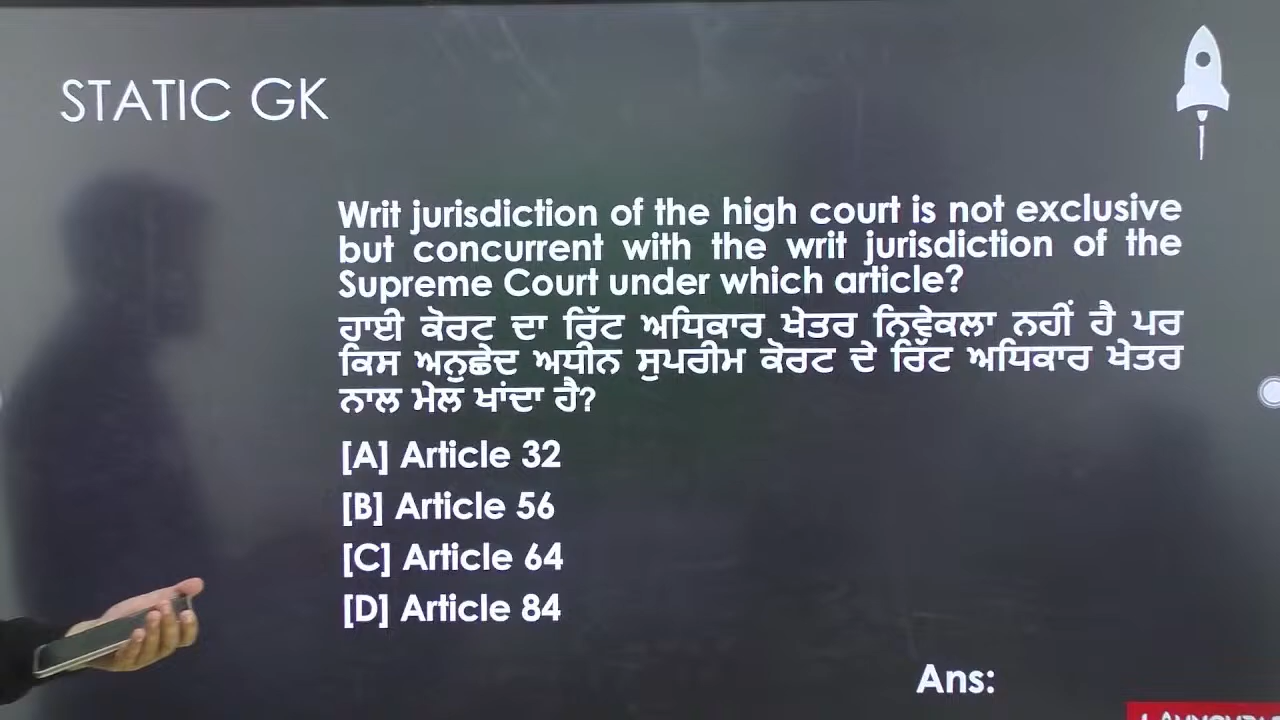 STATIC GK
Writ jurisdiction of the high court is not exclusive
but concurrent with the writ jurisdiction of the
Supreme Court under which article?
ਹਾਈ ਕੋਰਟ ਦਾ ਰਿੱਟ ਅਧਿਕਾਰ ਖੇਤਰ ਨਿਵੇਕਲਾ ਨਹੀਂ ਹੈ ਪਰ
ਕਿਸ ਅਨੁਛੇਦ ਅਧੀਨ ਸੁਪਰੀਮ ਕੋਰਟ ਦੇ ਰਿੱਟ ਅਧਿਕਾਰ ਖੇਤਰ
ਨਾਲ ਮੇਲ ਖਾਂਦਾ ਹੈ?
[A] Article 32
[B] Article 56
[C] Article 64
[D] Article 84
Ans: